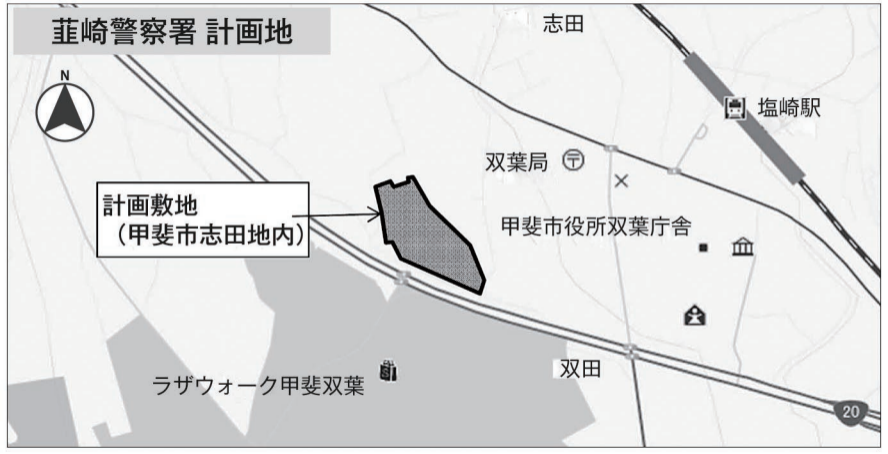 韮崎警察署 計画地
志田
N
塩崎駅
双葉局
計画敷地
（甲斐市志田地内）
甲斐市役所双葉庁舎
双田
ラザウォーク甲斐双葉
20